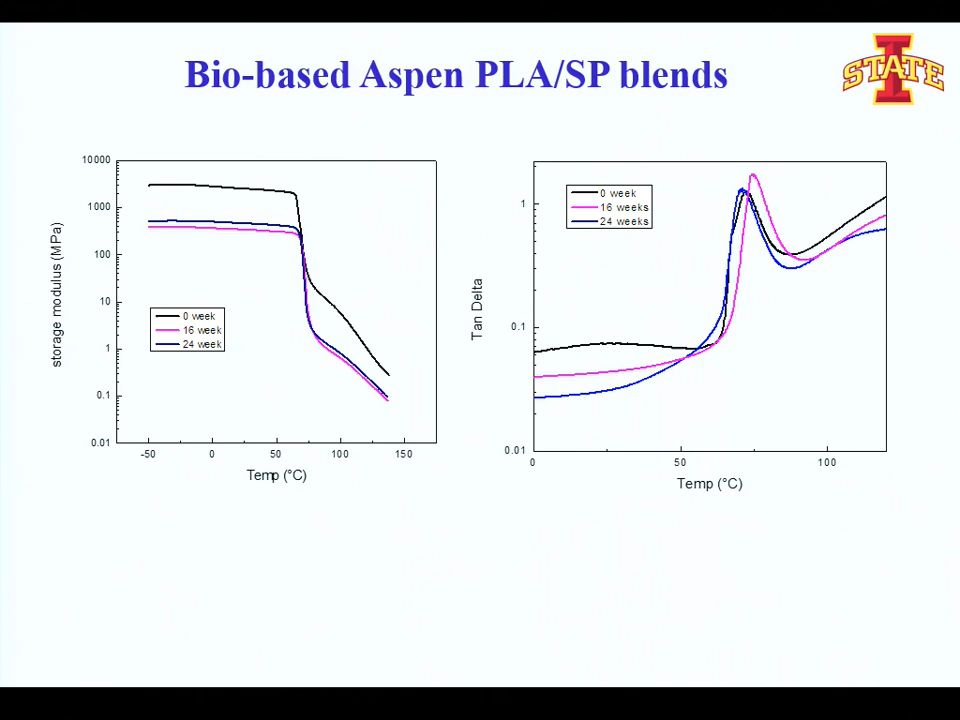 Bio-based Aspen PLA/SP blends
STATE
storage modulus (MPa)
10000
1000
100
10
1
0.1
0.01
0 week
16 week
24 week
-50
0
50
100
150
Temp (°C)
Tan Delta
1
0.1
0.01
0 week
16 weeks
24 weeks
0
50
100
Temp (°C)